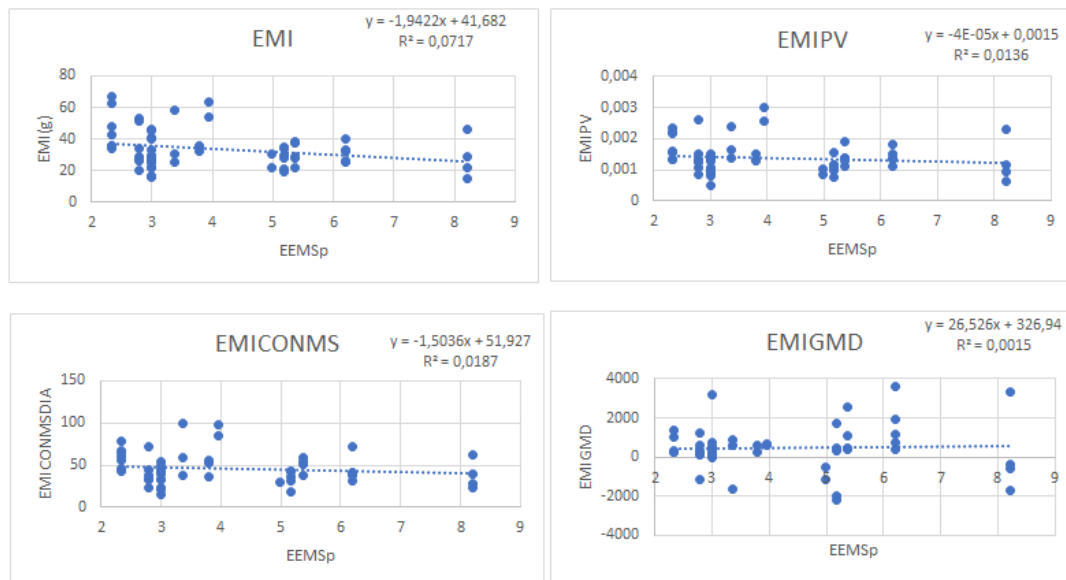 EMI
y = -1,9422x + 41,682
R² = 0,0717
80
60
40
20
0
EMI (g)
2 3 4 5 6 7 8 9
EEMSp
EMIPV
y = -4E-05x + 0,0015
R² = 0,0136
0,004
0,003
0,002
0,001
0
EMIPV
2 3 4 5 6 7 8 9
EEMSp
EMICONMS
y = -1,5036x + 51,927
R² = 0,0187
150
100
50
0
EMICONMSDIA
2 3 4 5 6 7 8 9
EEMSp
EMIGMD
y = 26,526x + 326,94
R² = 0,0015
4000
2000
0
-2000
-4000
EMIGMD
2 3 4 5 6 7 8 9
EEMSp